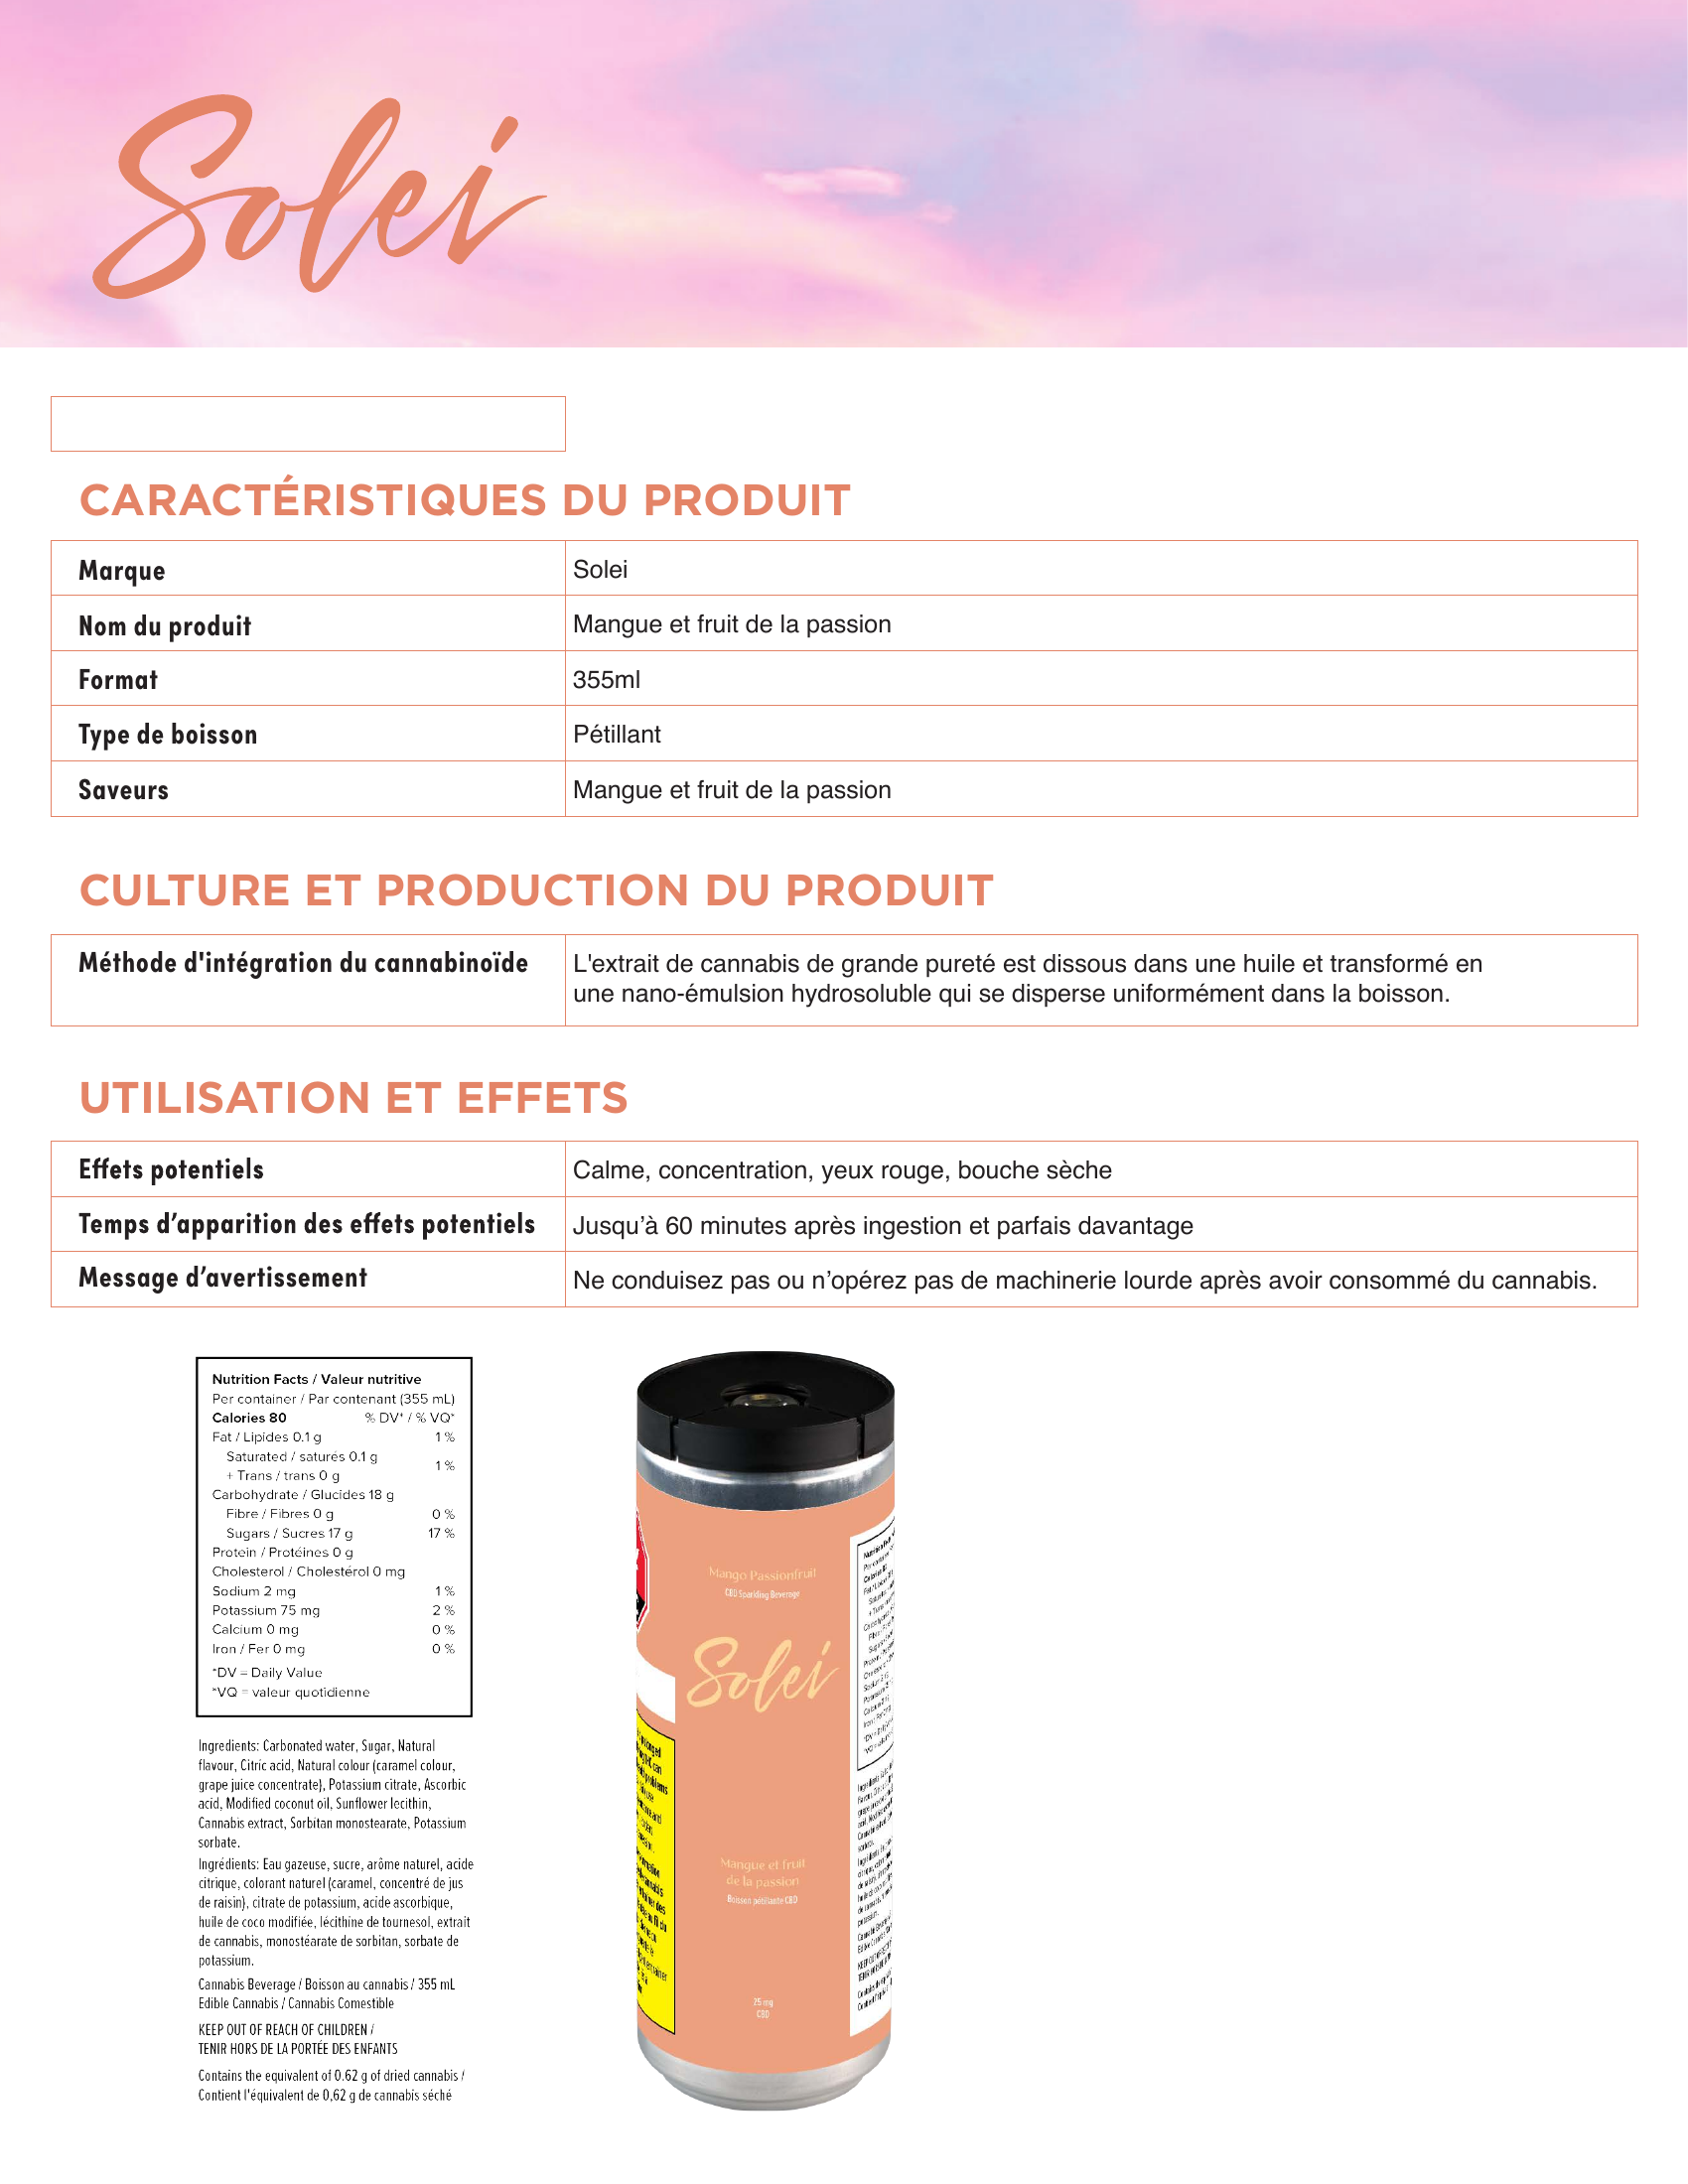 Solei
CARACTÉRISTIQUES DU PRODUIT
Marque
Solei
Nom du produit
Mangue et fruit de la passion
Format
355ml
Type de boisson
Pétillant
Saveurs
Mangue et fruit de la passion
CULTURE ET PRODUCTION DU PRODUIT
Méthode d'intégration du cannabinoïde
L'extrait de cannabis de grande pureté est dissous dans une huile et transformé en
une nano-émulsion hydrosoluble qui se disperse uniformément dans la boisson.
UTILISATION ET EFFETS
Effets potentiels
Calme, concentration, yeux rouge, bouche sèche
Temps d’apparition des effets potentiels
Jusqu’à 60 minutes après ingestion et parfais davantage
Message d’avertissement
Ne conduisez pas ou n’opérez pas de machinerie lourde après avoir consommé du cannabis.
Nutrition Facts / Valeur nutritive
Per container / Par contenant (355 mL)
Calories 80 % DV* / % VQ*
Fat / Lipides 0.1 g 1 %
Saturated / saturés 0.1 g
+ Trans / trans 0 g 1 %
Carbohydrate / Glucides 18 g
Fibre / Fibres 0 g 0 %
Sugars / Sucres 17 g 17 %
Protein / Protéines 0 g
Cholesterol / Cholestérol 0 mg
Sodium 2 mg 1 %
Potassium 75 mg 2 %
Calcium 0 mg 0 %
Iron / Fer 0 mg 0 %
*DV = Daily Value
*VQ = valeur quotidienne
Ingredients: Carbonated water, Sugar, Natural
flavour, Citric acid, Natural colour (caramel colour,
grape juice concentrate), Potassium citrate, Ascorbic
acid, Modified coconut oil, Sunflower lecithin,
Cannabis extract, Sorbitan monostearate, Potassium
sorbate.
Ingrédients: Eau gazeuse, sucre, arôme naturel, acide
citrique, colorant naturel (caramel, concentré de jus
de raisin), citrate de potassium, acide ascorbique,
huile de coco modifiée, lécithine de tournesol, extrait
de cannabis, monostéarate de sorbitan, sorbate de
potassium.
Cannabis Beverage / Boisson au cannabis / 355 mL
Edible Cannabis / Cannabis Comestible
KEEP OUT OF REACH OF CHILDREN /
TENIR HORS DE LA PORTÉE DES ENFANTS
Contains the equivalent of 0.62 g of dried cannabis /
Contient l'équivalent de 0,62 g de cannabis séché
Mango Passionfruit
CBD Sparkling Beverage
Solei
Mangue et fruit
de la passion
Boisson pétillante CBD
25 mg
CBD